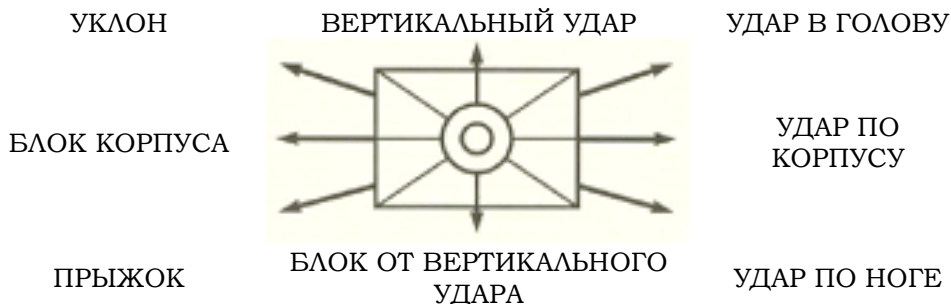 УКЛОН
ВЕРТИКАЛЬНЫЙ УДАР
УДАР В ГОЛОВУ
БЛОК КОРПУСА
УДАР ПО
КОРПУСУ
ПРЫЖОК
БЛОК ОТ ВЕРТИКАЛЬНОГО
УДАРА
УДАР ПО НОГЕ